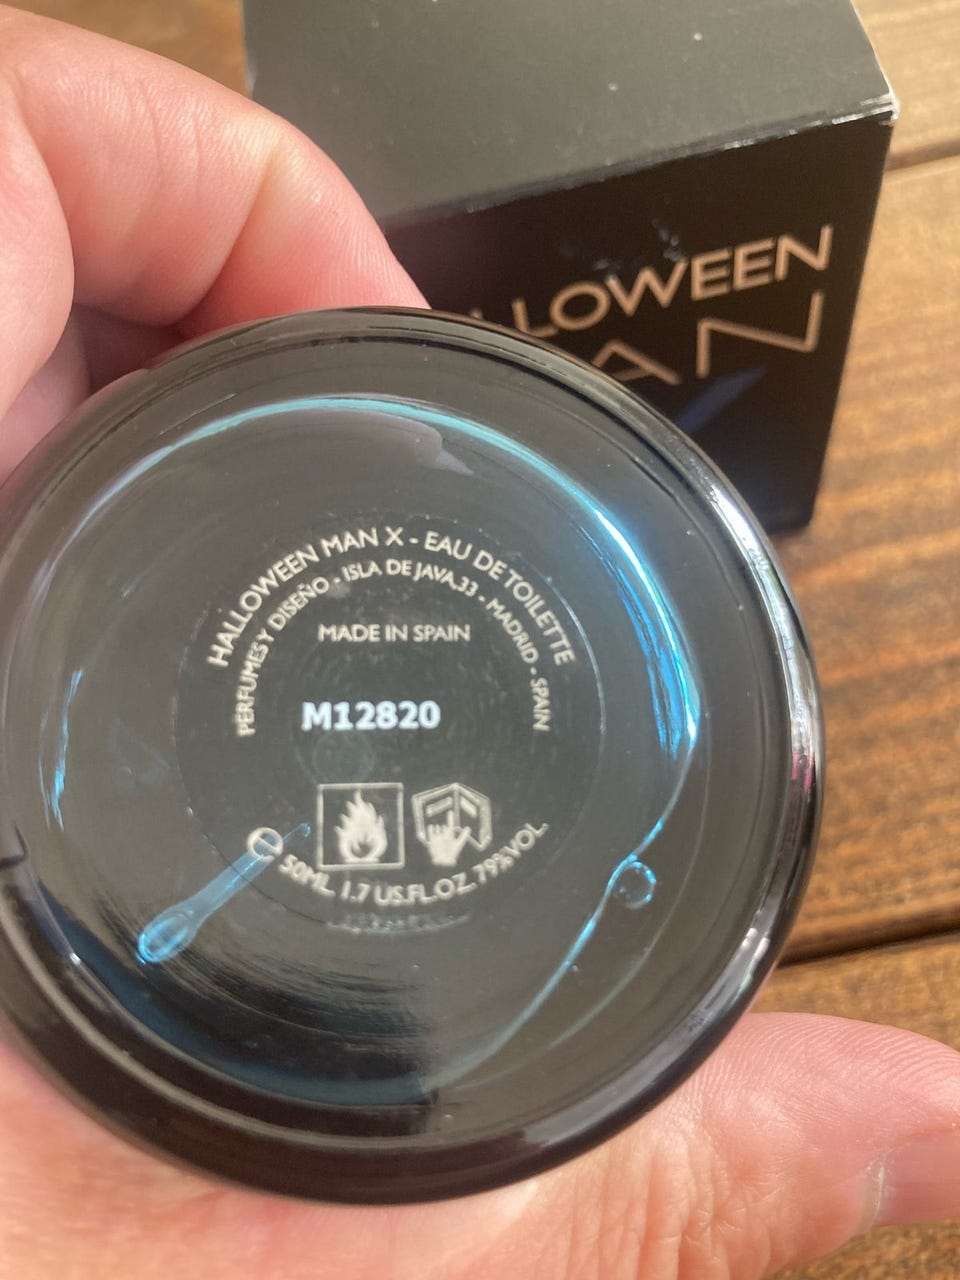 HALLOWEEN
AN
HALLOWEEN MAN X - EAU DE TOILETTE
PERFUMES Y DISEÑO - ISLA DE JAVA,33 - MADRID - SPAIN
MADE IN SPAIN
M12820
50ML. 1.7 US.FL.OZ. 79%VOL.